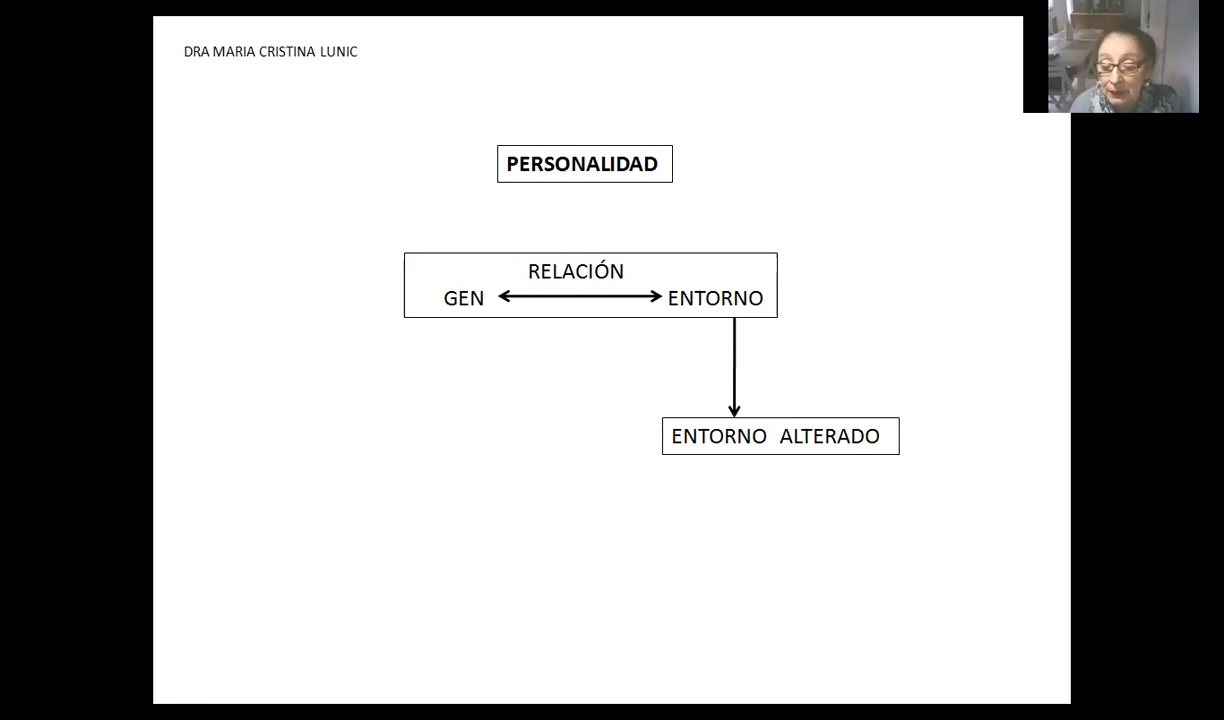 DRA MARIA CRISTINA LUNIC
PERSONALIDAD
RELACIÓN
GEN ENTORNO
ENTORNO ALTERADO